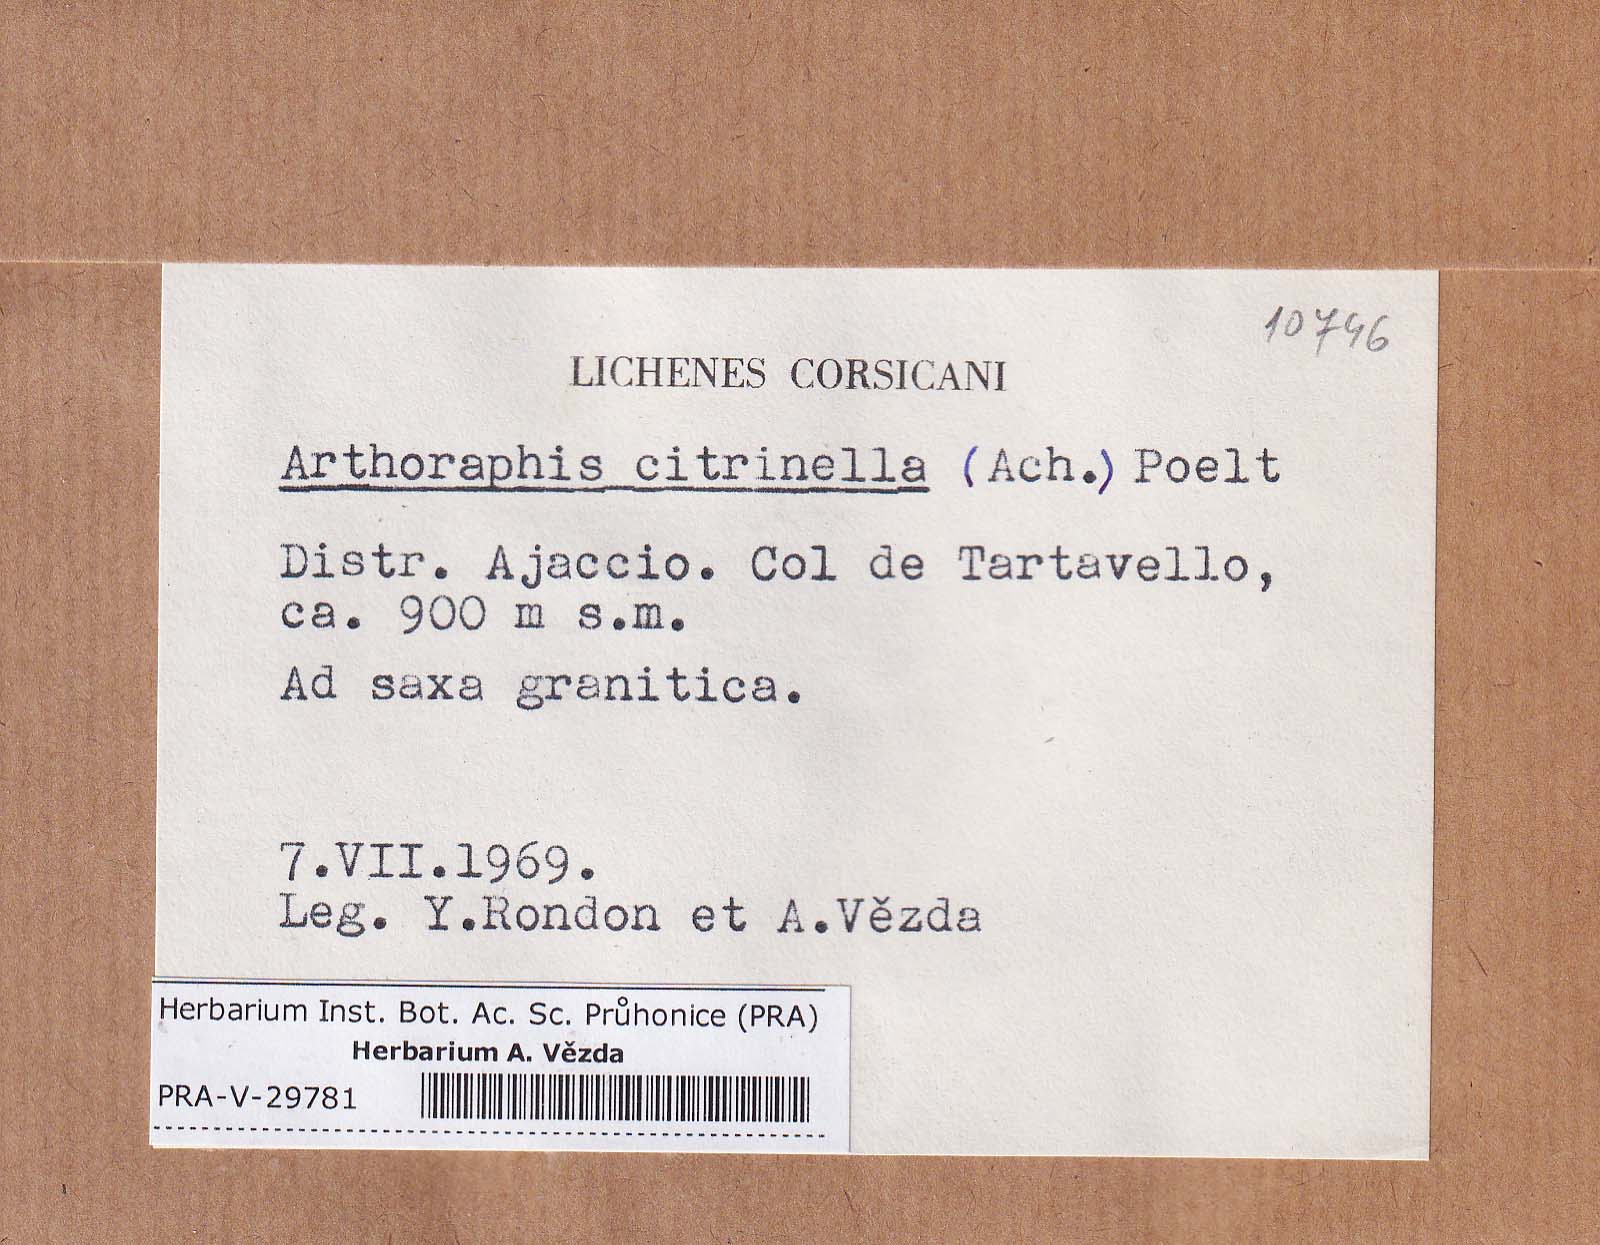 10746
LICHENES CORSICANI
Arthoraphis citrinella (Ach.) Poelt
Distr. Ajaccio. Col de Tartavello,
ca. 900 m s.m.
Ad saxa granitica.
7.VII.1969.
Leg. Y.Rondon et A.Vězda
Herbarium Inst. Bot. Ac. Sc. Průhonice (PRA)
Herbarium A. Vězda
PRA-V-29781